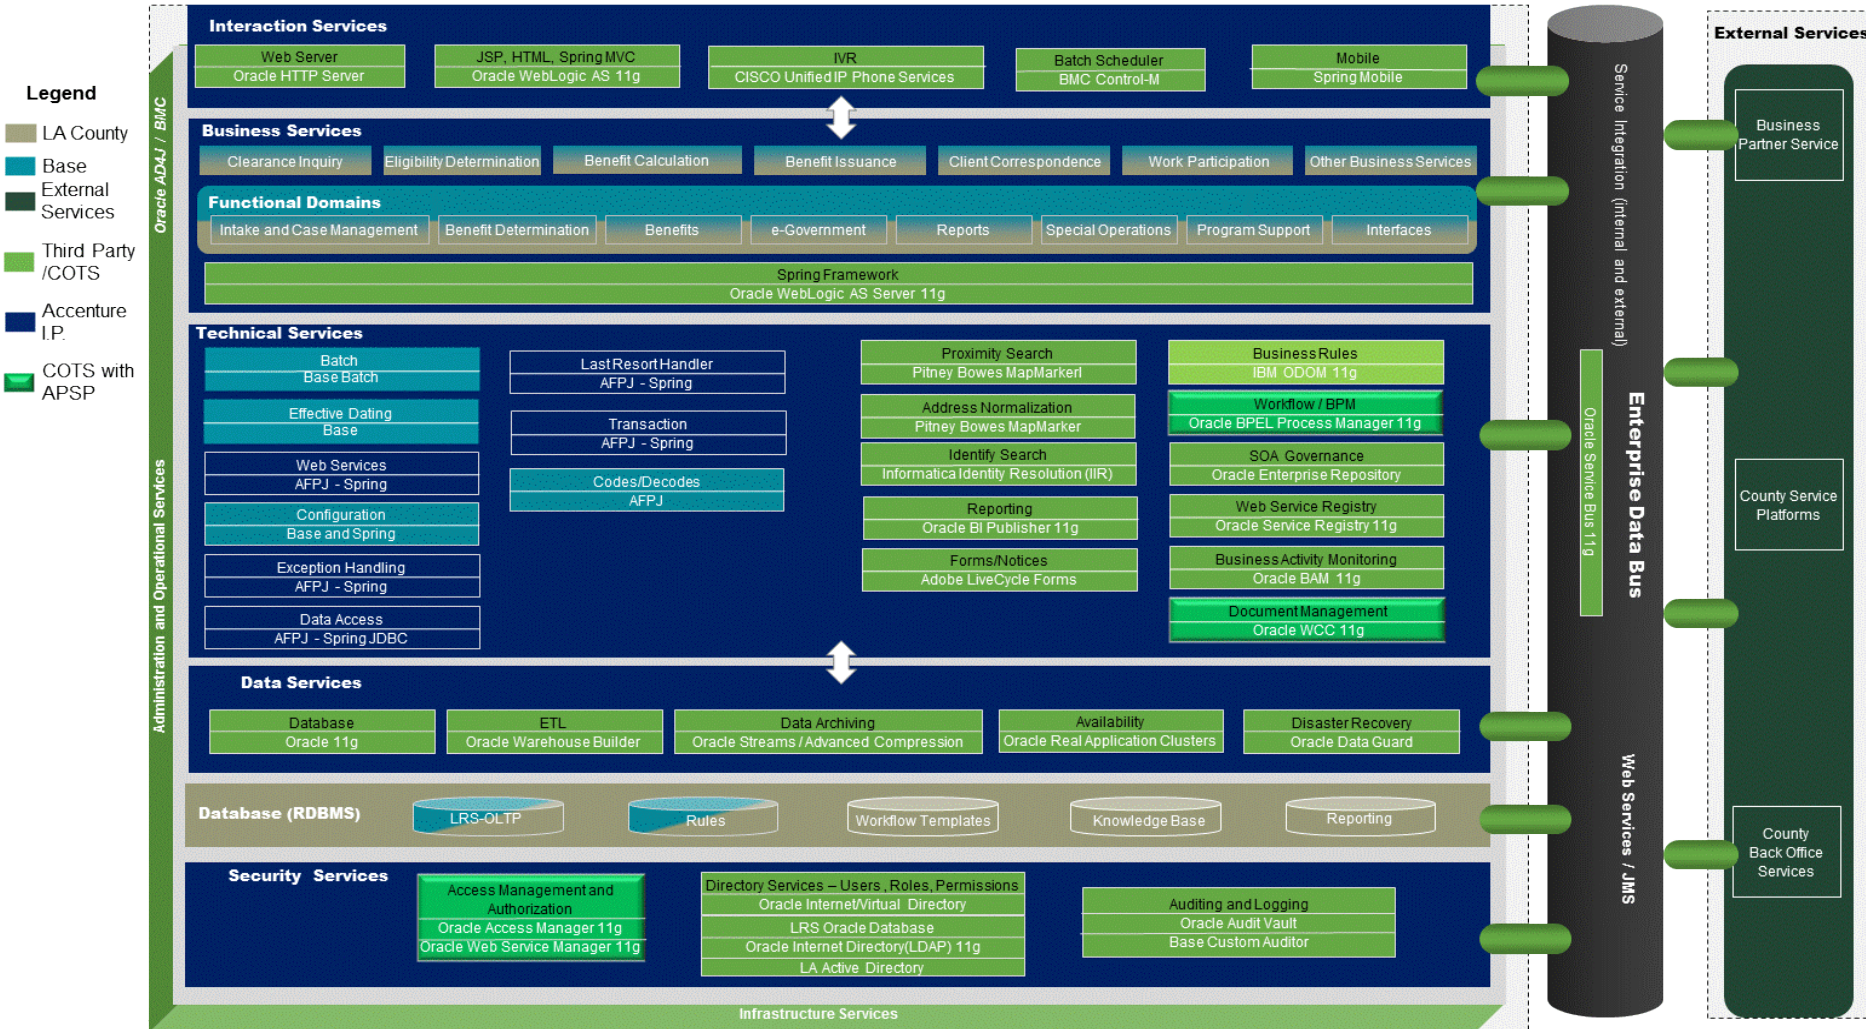 Legend
LA County
Base
External
Services
Third Party
/COTS
Accenture
I.P.
COTS with
APSP
Oracle ADAJ / BMC
Administration and Operational Services
Interaction Services
Web Server
Oracle HTTP Server
JSP, HTML, Spring MVC
Oracle WebLogic AS 11g
IVR
CISCO Unified IP Phone Services
Batch Scheduler
BMC Control-M
Mobile
Spring Mobile
Business Services
Clearance Inquiry
Eligibility Determination
Benefit Calculation
Benefit Issuance
Client Correspondence
Work Participation
Other Business Services
Functional Domains
Intake and Case Management
Benefit Determination
Benefits
e-Government
Reports
Special Operations
Program Support
Interfaces
Spring Framework
Oracle WebLogic AS Server 11g
Technical Services
Batch
Base Batch
Effective Dating
Base
Web Services
AFPJ - Spring
Configuration
Base and Spring
Exception Handling
AFPJ - Spring
Data Access
AFPJ - Spring JDBC
Last Resort Handler
AFPJ - Spring
Transaction
AFPJ - Spring
Codes/Decodes
AFPJ
Proximity Search
Pitney Bowes MapMarkerl
Address Normalization
Pitney Bowes MapMarker
Identify Search
Informatica Identity Resolution (IIR)
Reporting
Oracle BI Publisher 11g
Forms/Notices
Adobe LiveCycle Forms
Business Rules
IBM ODOM 11g
Workflow / BPM
Oracle BPEL Process Manager 11g
SOA Governance
Oracle Enterprise Repository
Web Service Registry
Oracle Service Registry 11g
Business Activity Monitoring
Oracle BAM 11g
Document Management
Oracle WCC 11g
Data Services
Database
Oracle 11g
ETL
Oracle Warehouse Builder
Data Archiving
Oracle Streams / Advanced Compression
Availability
Oracle Real Application Clusters
Disaster Recovery
Oracle Data Guard
Database (RDBMS)
LRS-OLTP
Rules
Workflow Templates
Knowledge Base
Reporting
Security Services
Access Management and
Authorization
Oracle Access Manager 11g
Oracle Web Service Manager 11g
Directory Services – Users , Roles, Permissions
Oracle Internet/Virtual Directory
LRS Oracle Database
Oracle Internet Directory(LDAP) 11g
LA Active Directory
Auditing and Logging
Oracle Audit Vault
Base Custom Auditor
Infrastructure Services
Service Integration (internal and external)
Oracle Service Bus 11g
Enterprise Data Bus
Web Services / JMS
External Services
Business
Partner Service
County Service
Platforms
County
Back Office
Services